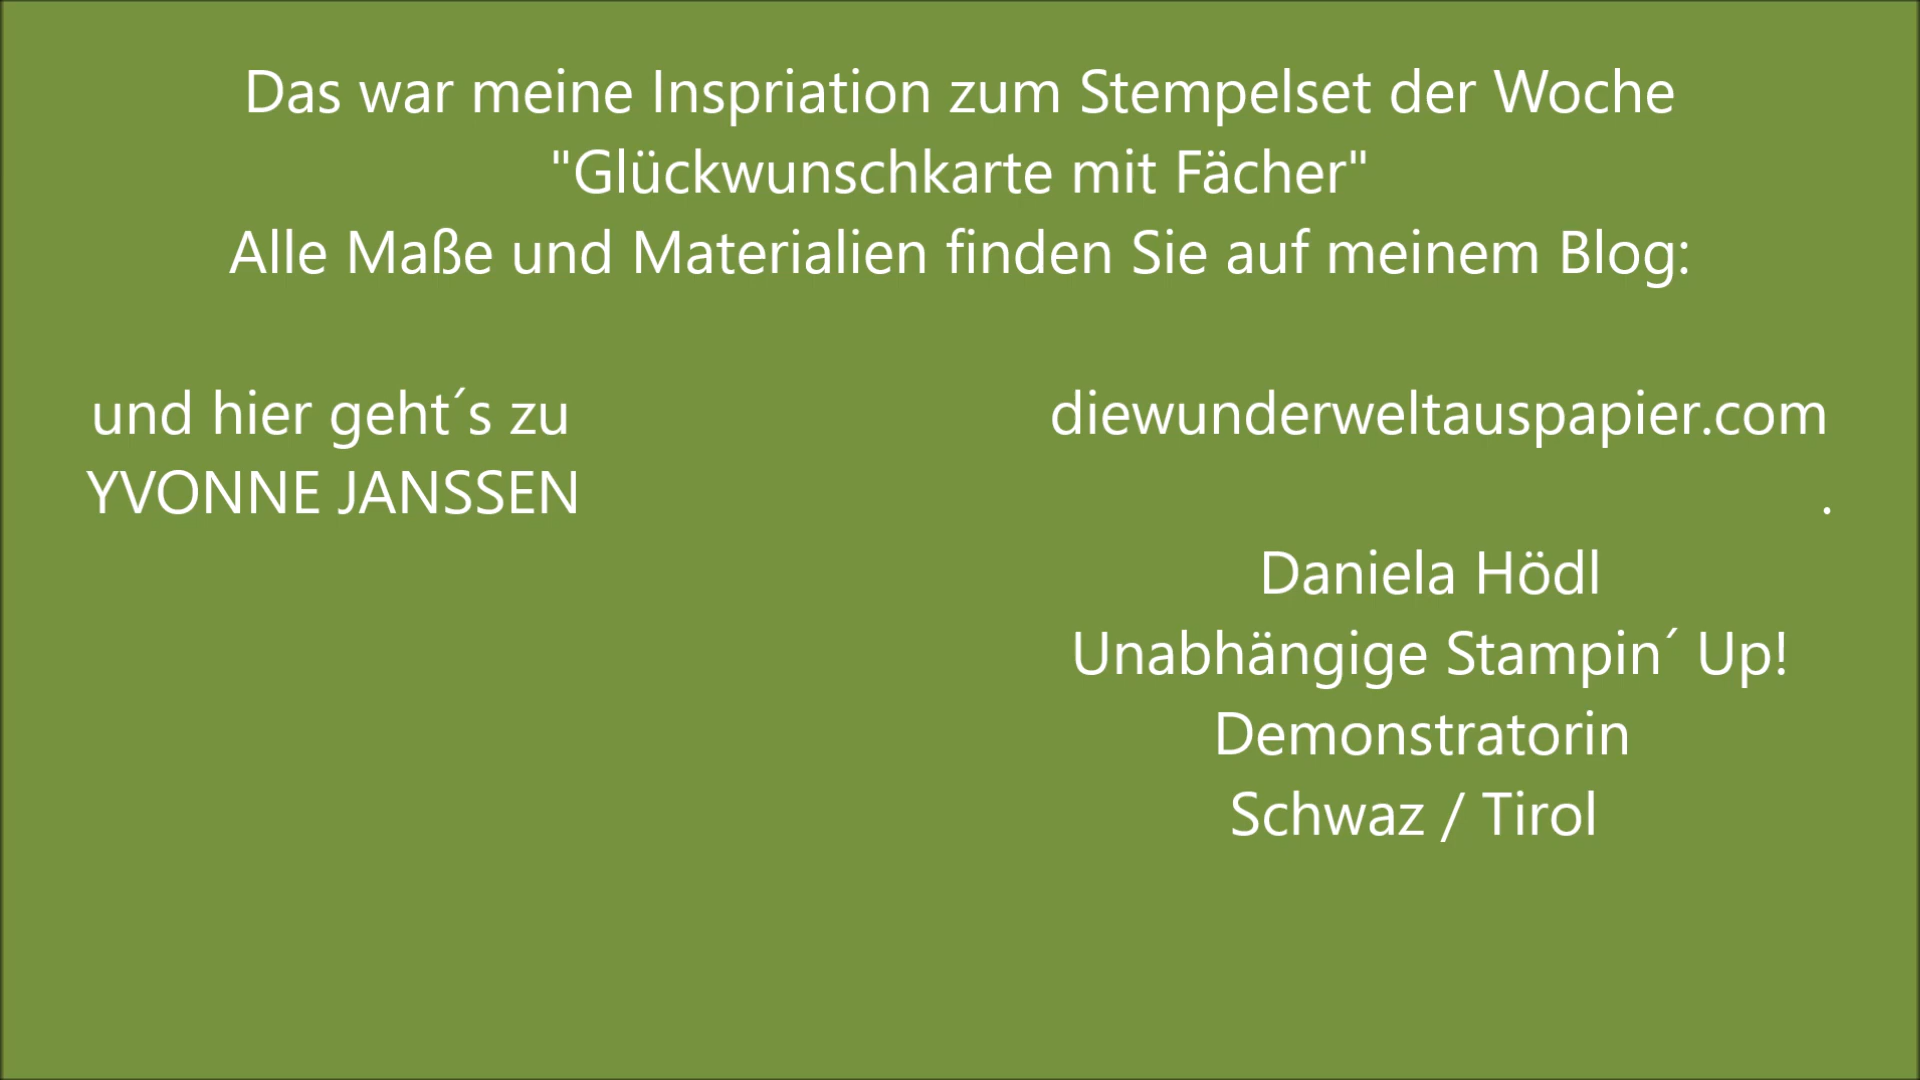 Das war meine Inspriation zum Stempelset der Woche
"Glückwunschkarte mit Fächer"
Alle Maße und Materialien finden Sie auf meinem Blog:
und hier geht´s zu
YVONNE JANSSEN
diewunderweltauspapier.com
.
Daniela Hödl
Unabhängige Stampin´ Up!
Demonstratorin
Schwaz / Tirol